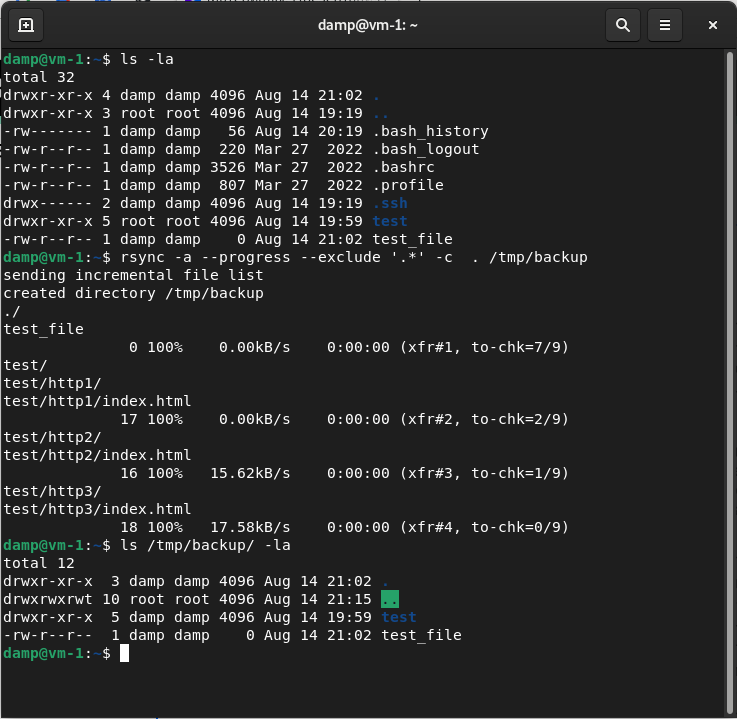 damp@vm-1: ~
damp@vm-1:~$ ls -la
total 32
drwxr-xr-x 4 damp damp 4096 Aug 14 21:02 .
drwxr-xr-x 3 root root 4096 Aug 14 19:19 ..
-rw------- 1 damp damp   56 Aug 14 20:19 .bash_history
-rw-r--r-- 1 damp damp  220 Mar 27  2022 .bash_logout
-rw-r--r-- 1 damp damp 3526 Mar 27  2022 .bashrc
-rw-r--r-- 1 damp damp  807 Mar 27  2022 .profile
drwx------ 2 damp damp 4096 Aug 14 19:19 .ssh
drwxr-xr-x 5 root root 4096 Aug 14 19:59 test
-rw-r--r-- 1 damp damp    0 Aug 14 21:02 test_file
damp@vm-1:~$ rsync -a --progress --exclude '.*' -c  . /tmp/backup
sending incremental file list
created directory /tmp/backup
./
test_file
              0 100%    0.00kB/s    0:00:00 (xfr#1, to-chk=7/9)
test/
test/http1/
test/http1/index.html
             17 100%    0.00kB/s    0:00:00 (xfr#2, to-chk=2/9)
test/http2/
test/http2/index.html
             16 100%   15.62kB/s    0:00:00 (xfr#3, to-chk=1/9)
test/http3/
test/http3/index.html
             18 100%   17.58kB/s    0:00:00 (xfr#4, to-chk=0/9)
damp@vm-1:~$ ls /tmp/backup/ -la
total 12
drwxr-xr-x  3 damp damp 4096 Aug 14 21:02 .
drwxrwxrwt 10 root root 4096 Aug 14 21:15 ..
drwxr-xr-x  5 damp damp 4096 Aug 14 19:59 test
-rw-r--r--  1 damp damp    0 Aug 14 21:02 test_file
damp@vm-1:~$